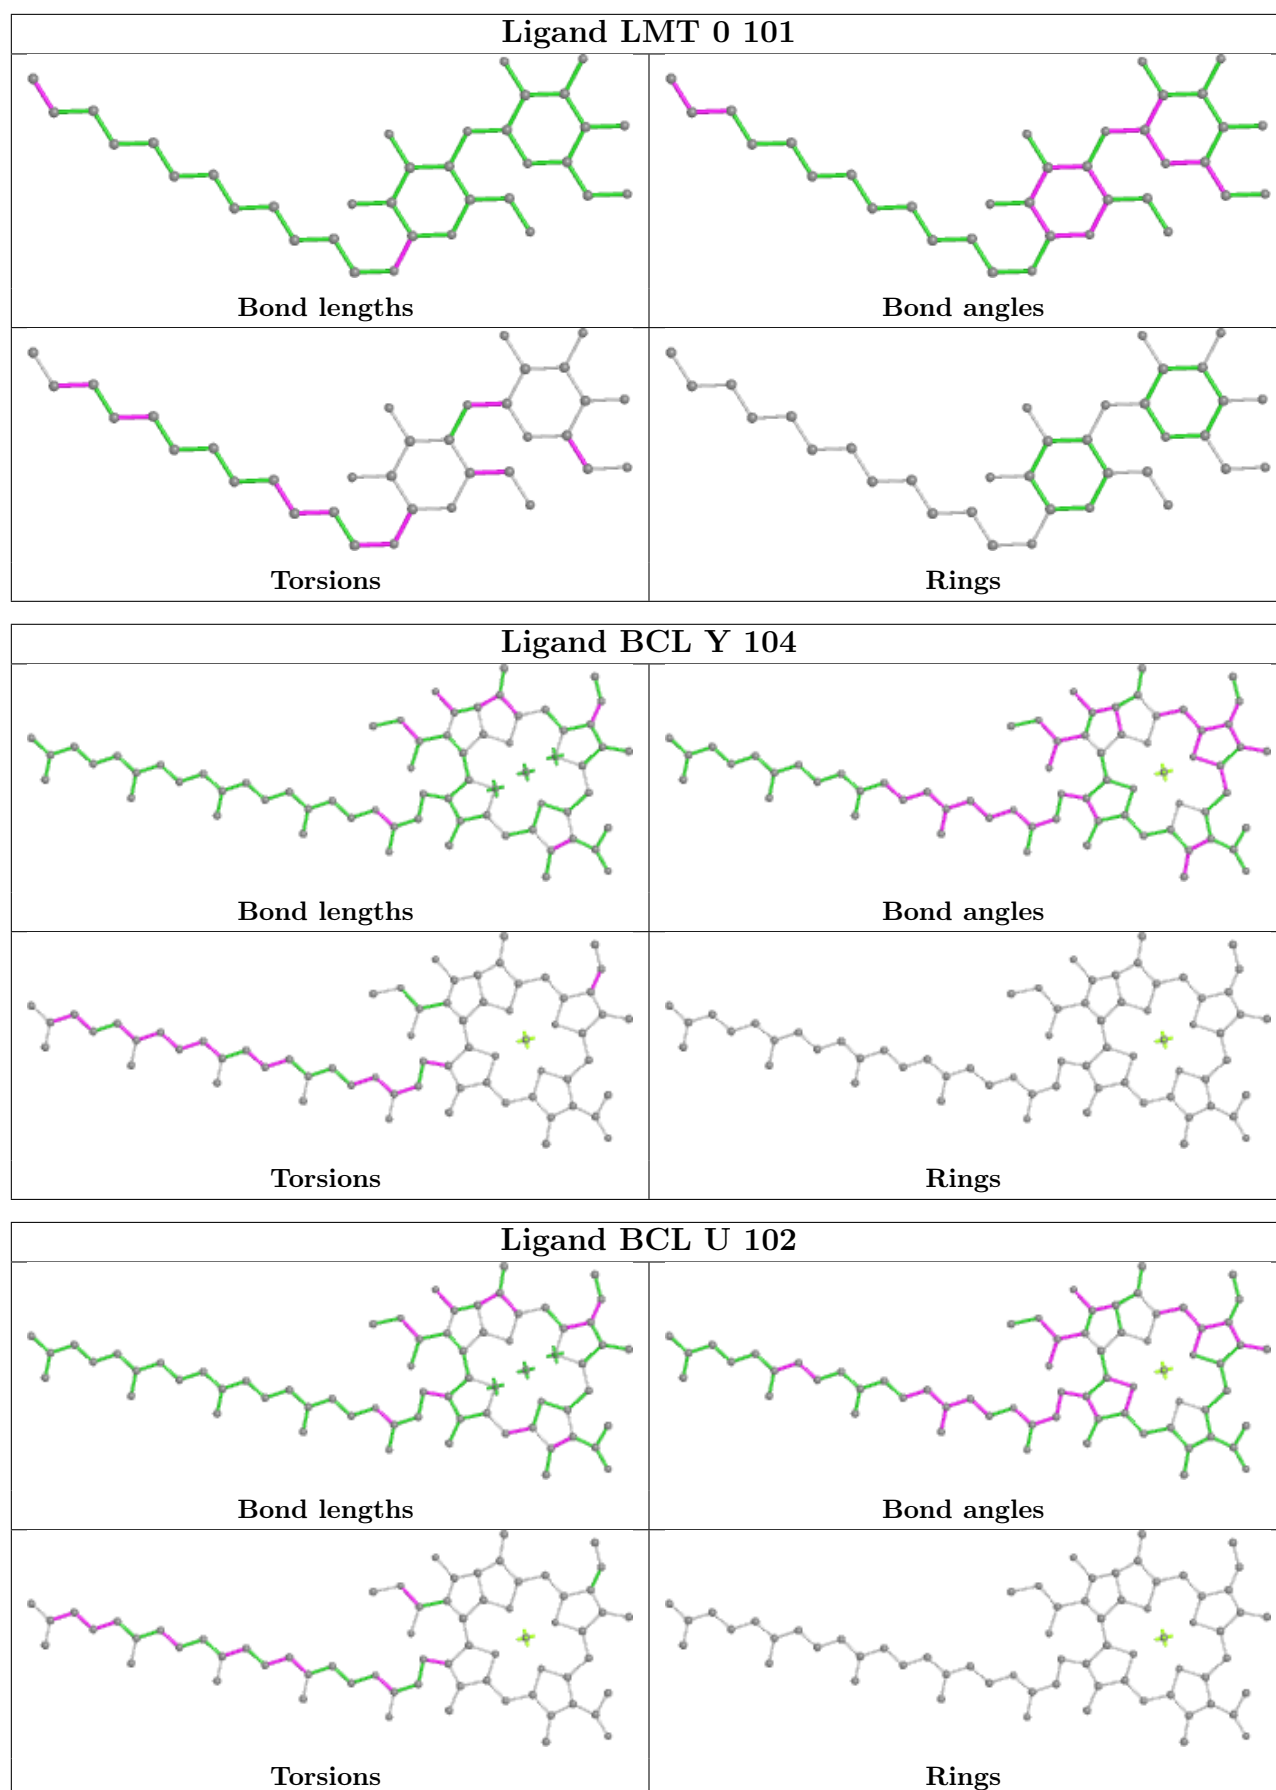 Ligand LMT 0 101
Bond lengths
Bond angles
Torsions
Rings
Ligand BCL Y 104
Bond lengths
Bond angles
Torsions
Rings
Ligand BCL U 102
Bond lengths
Bond angles
Torsions
Rings